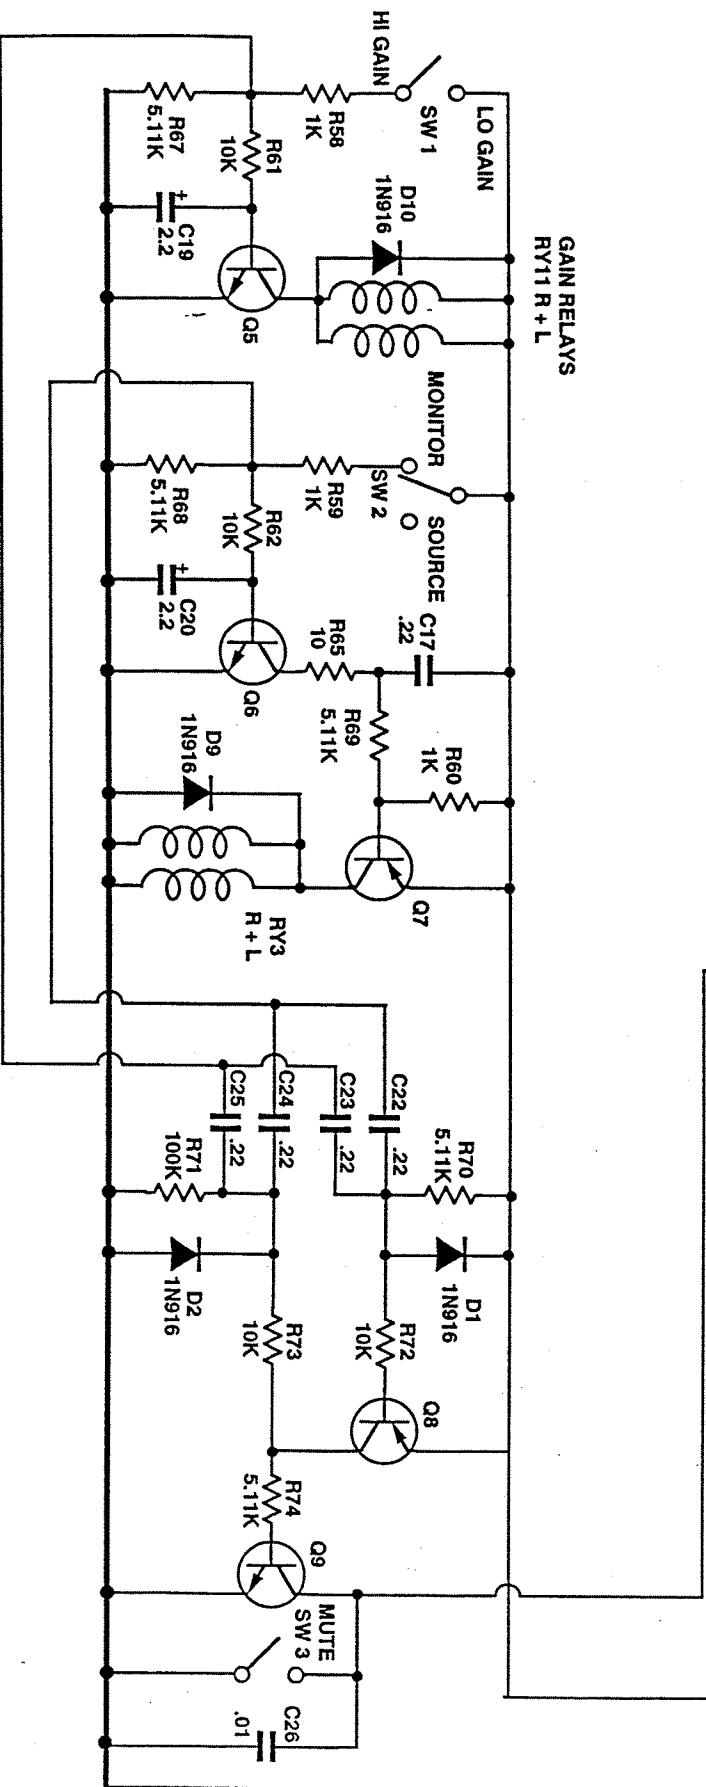 HI GAIN
SW 1
LO GAIN
R58
1K
R67
5.11K
R61
10K
C19
2.2
+
D10
1N916
GAIN RELAYS
RY11 R + L
Q5
MONITOR
SW 2
SOURCE
R59
1K
R68
5.11K
R62
10K
C20
2.2
+
R65
10
C17
.22
Q6
R69
5.11K
R60
1K
D9
1N916
Q7
RY3
R + L
C25
.22
C24
.22
C23
.22
C22
.22
R70
5.11K
R71
100K
D1
1N916
D2
1N916
R72
10K
R73
10K
Q8
R74
5.11K
Q9
MUTE
SW 3
C26
.01